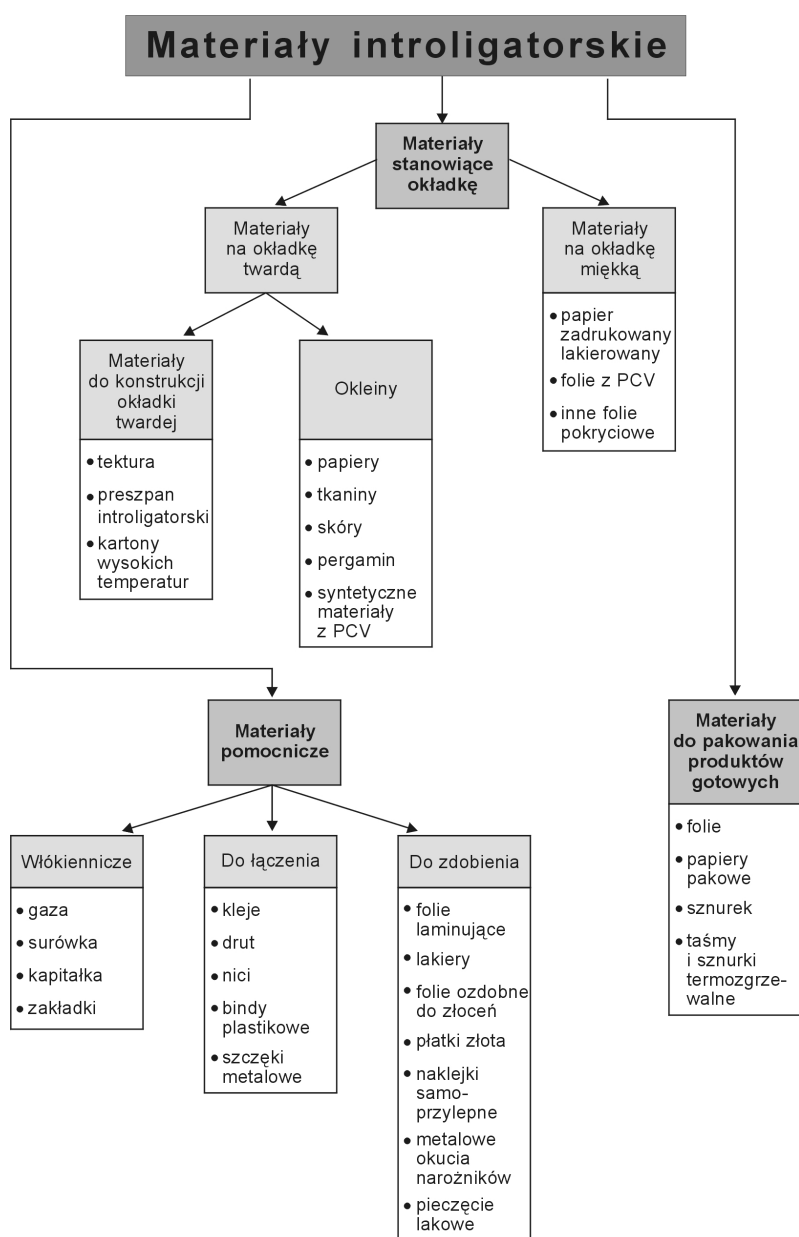 Materiały introligatorskie
Materiały
stanowiące
okładkę
Materiały
na okładkę
twardą
Materiały
na okładkę
miękką
• papier
zadrukowany
lakierowany
• folie z PCV
• inne folie
pokryciowe
Materiały
do konstrukcji
okładki
twardej
• tektura
• preszpan
introligatorski
• kartony
wysokich
temperatur
Okleiny
• papiery
• tkaniny
• skóry
• pergamin
• syntetyczne
materiały
z PCV
Materiały
pomocnicze
Włókiennicze
• gaza
• surówka
• kapitałka
• zakładki
Do łączenia
• kleje
• drut
• nici
• bindy
plastikowe
• szczęki
metalowe
Do zdobienia
• folie
laminujące
• lakiery
• folie ozdobne
do złoceń
• płatki złota
• naklejki
samo-
przylepne
• metalowe
okucia
narożników
• pieczęcie
lakowe
Materiały
do pakowania
produktów
gotowych
• folie
• papiery
pakowe
• sznurek
• taśmy
i sznurki
termozgrze-
walne